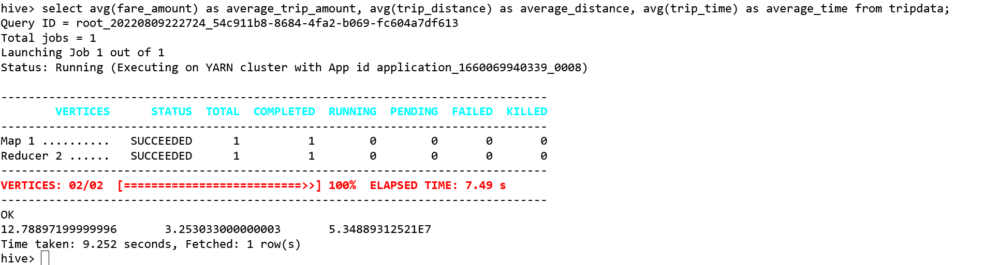 hive> select avg(fare_amount) as average_trip_amount, avg(trip_distance) as average_distance, avg(trip_time) as average_time from tripdata;
Query ID = root_20220809222724_54c911b8-8684-4fa2-b069-fc604a7df613
Total jobs = 1
Launching Job 1 out of 1
Status: Running (Executing on YARN cluster with App id application_1660069940339_0008)

--------------------------------------------------------------------------------
        VERTICES      STATUS  TOTAL  COMPLETED  RUNNING  PENDING  FAILED  KILLED
--------------------------------------------------------------------------------
Map 1 ..........   SUCCEEDED      1          1        0        0       0       0
Reducer 2 ......   SUCCEEDED      1          1        0        0       0       0
--------------------------------------------------------------------------------
VERTICES: 02/02  [==========================>>] 100%  ELAPSED TIME: 7.49 s
--------------------------------------------------------------------------------
OK
12.78897199999996       3.253033000000003       5.34889312521E7
Time taken: 9.252 seconds, Fetched: 1 row(s)
hive>